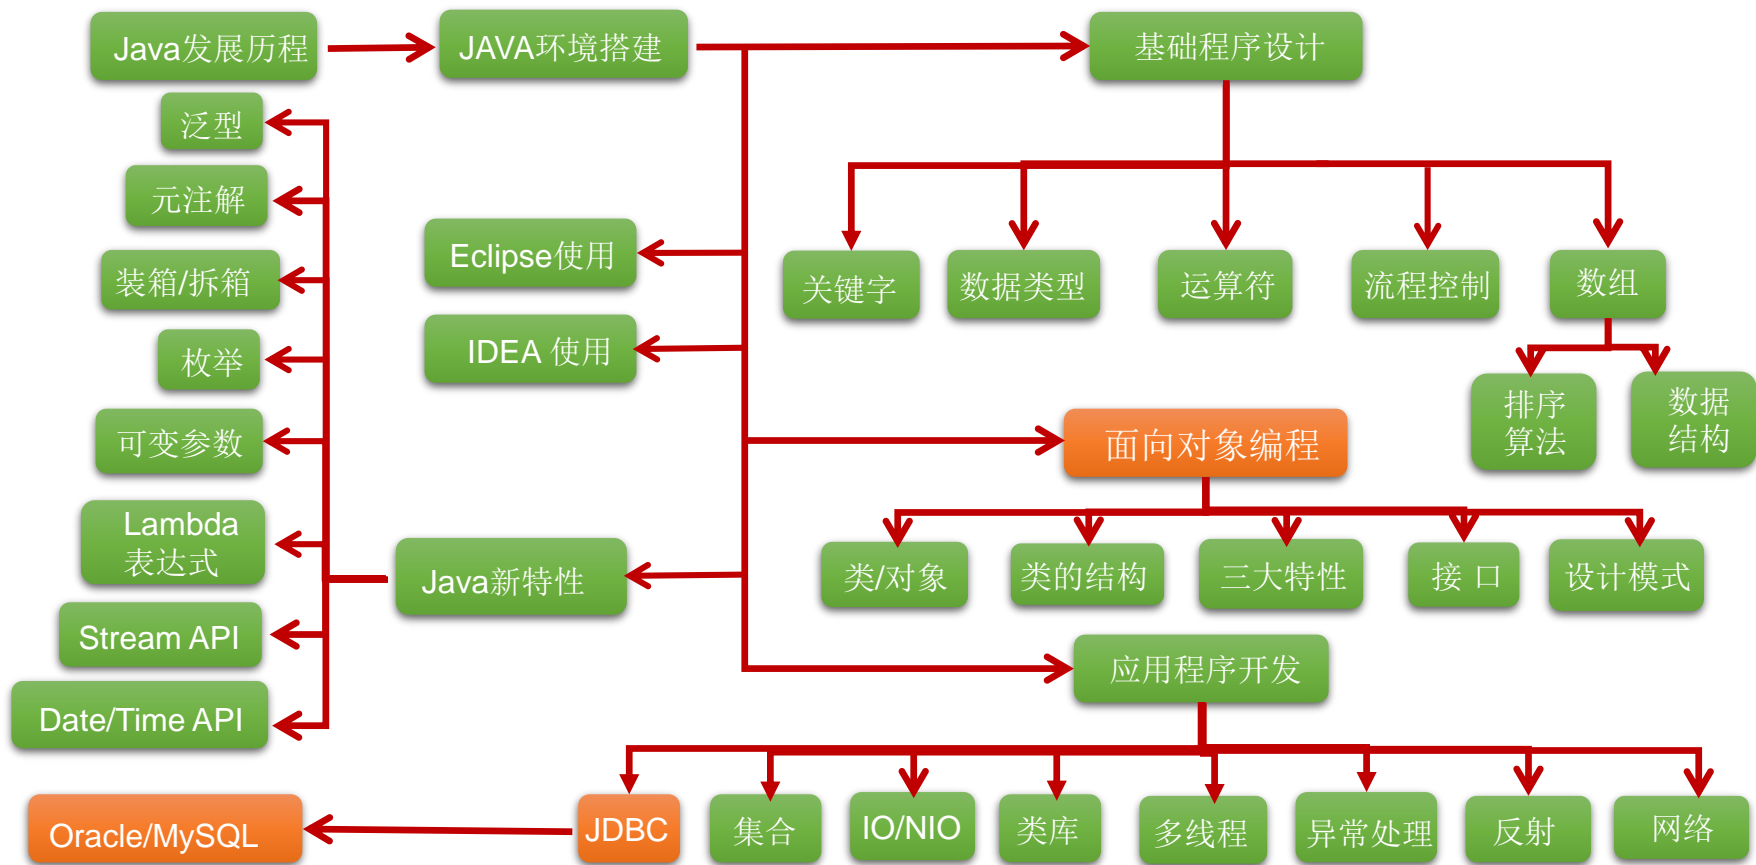 Java发展历程
JAVA环境搭建
基础程序设计
泛型
元注解
装箱/拆箱
枚举
可变参数
Lambda
表达式
Stream API
Date/Time API
Eclipse使用
IDEA 使用
Java新特性
关键字
数据类型
运算符
流程控制
数组
排序
算法
数据
结构
面向对象编程
类/对象
类的结构
三大特性
接 口
设计模式
应用程序开发
Oracle/MySQL
JDBC
集合
IO/NIO
类库
多线程
异常处理
反射
网络